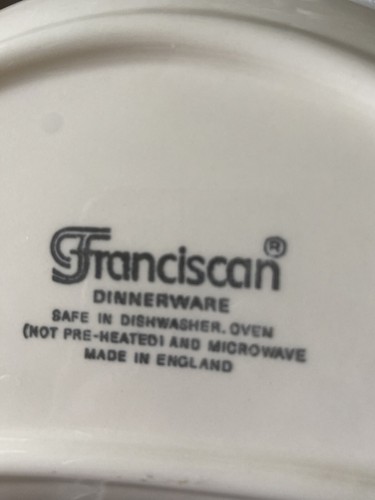 Franciscan®
DINNERWARE
SAFE IN DISHWASHER. OVEN
(NOT PRE-HEATED) AND MICROWAVE
MADE IN ENGLAND